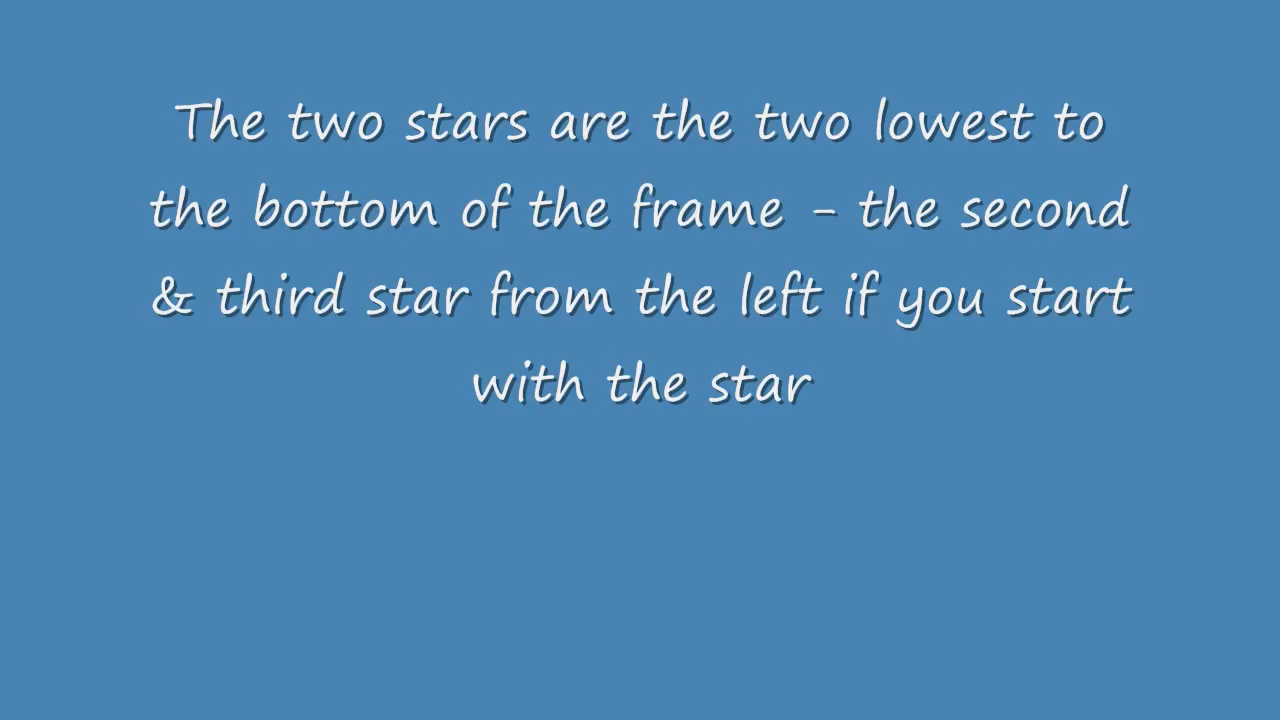 The two stars are the two lowest to
the bottom of the frame - the second
& third star from the left if you start
with the star